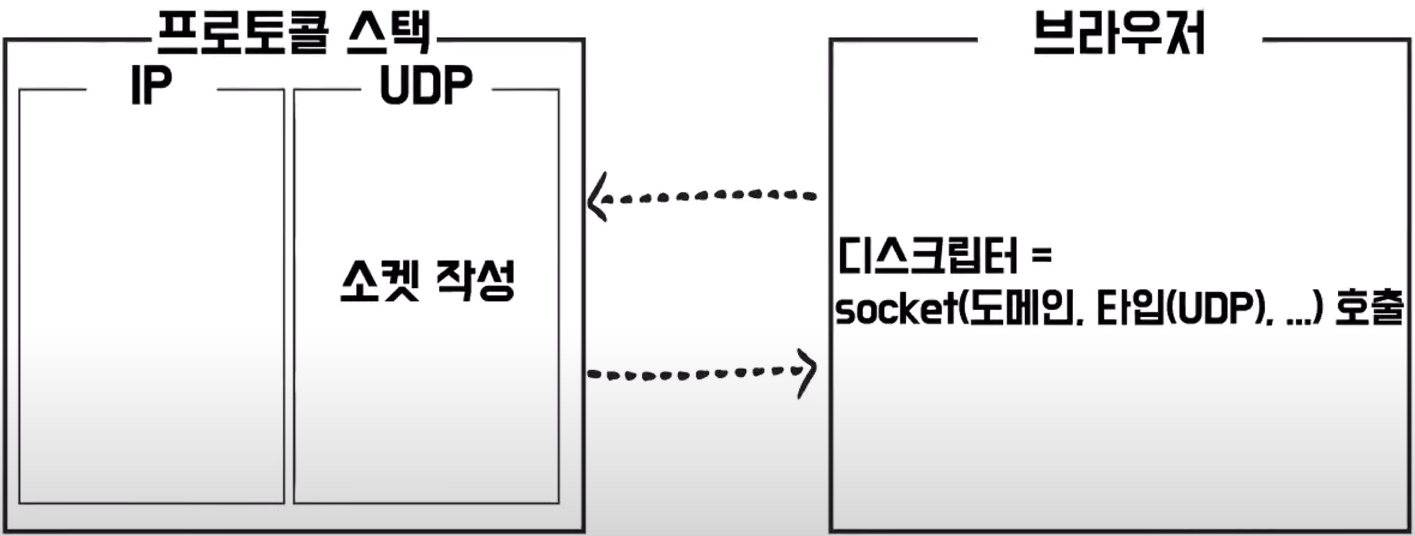 프로토콜 스택
IP
UDP
소켓 작성
브라우저
디스크립터 =
socket(도메인, 타입(UDP), ...) 호출